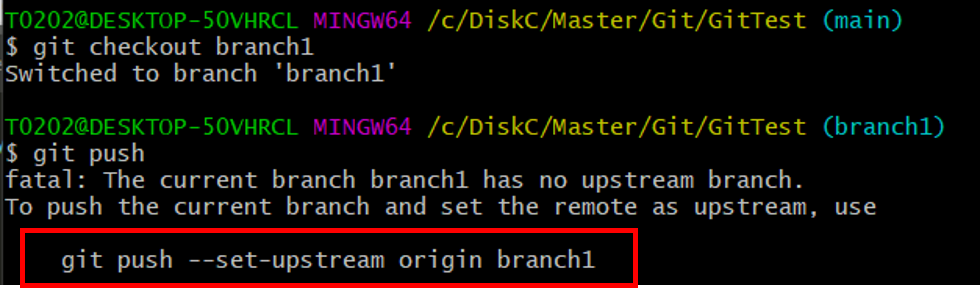 T0202@DESKTOP-50VHRCL MINGW64 /c/DiskC/Master/Git/GitTest (main)
$ git checkout branch1
Switched to branch 'branch1'
T0202@DESKTOP-50VHRCL MINGW64 /c/DiskC/Master/Git/GitTest (branch1)
$ git push
fatal: The current branch branch1 has no upstream branch.
To push the current branch and set the remote as upstream, use
git push --set-upstream origin branch1